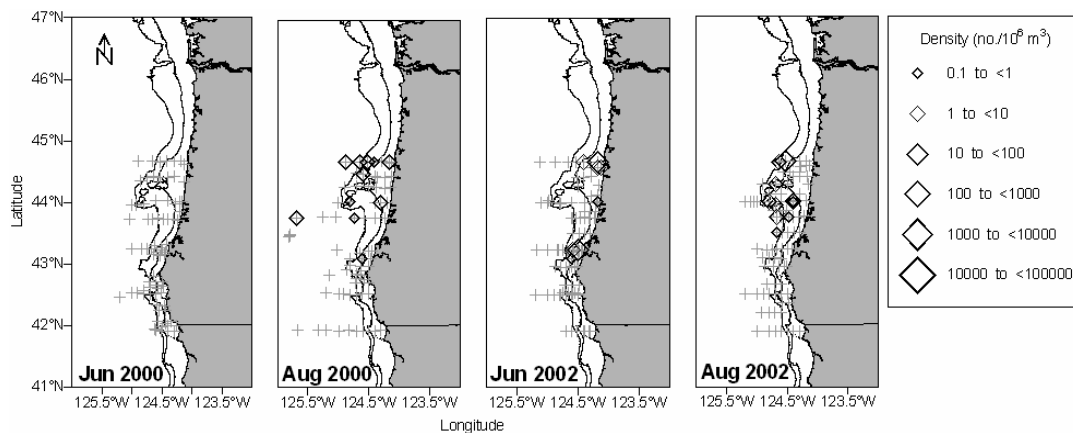 47°N
46°N
45°N
44°N
43°N
42°N
41°N
Latitude
N
Jun 2000
Aug 2000
Jun 2002
Aug 2002
125.5°W 124.5°W 123.5°W
125.5°W 124.5°W 123.5°W
125.5°W 124.5°W 123.5°W
125.5°W 124.5°W 123.5°W
Longitude
Density (no./10⁶ m³)
0.1 to <1
1 to <10
10 to <100
100 to <1000
1000 to <10000
10000 to <100000